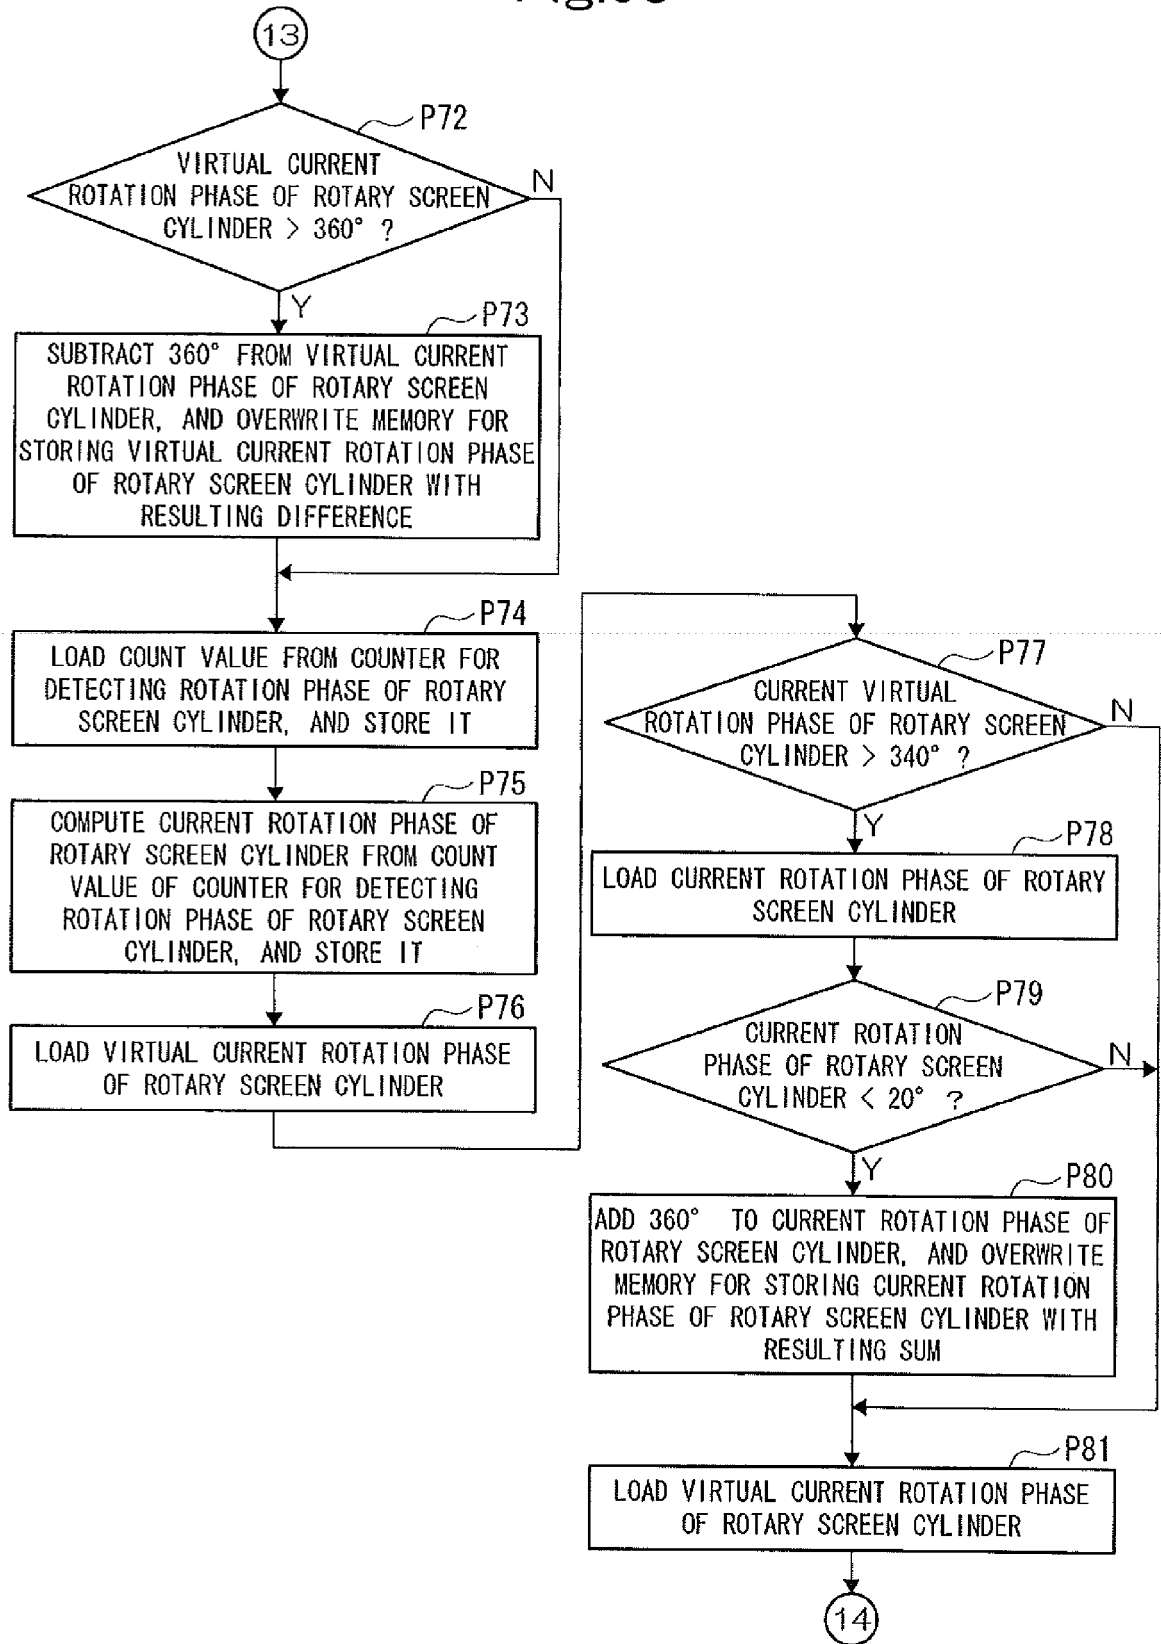 13
P72
VIRTUAL CURRENT
ROTATION PHASE OF ROTARY SCREEN
CYLINDER > 360° ?
N
Y
P73
SUBTRACT 360° FROM VIRTUAL CURRENT
ROTATION PHASE OF ROTARY SCREEN
CYLINDER, AND OVERWRITE MEMORY FOR
STORING VIRTUAL CURRENT ROTATION PHASE
OF ROTARY SCREEN CYLINDER WITH
RESULTING DIFFERENCE
P74
LOAD COUNT VALUE FROM COUNTER FOR
DETECTING ROTATION PHASE OF ROTARY
SCREEN CYLINDER, AND STORE IT
P75
COMPUTE CURRENT ROTATION PHASE OF
ROTARY SCREEN CYLINDER FROM COUNT
VALUE OF COUNTER FOR DETECTING
ROTATION PHASE OF ROTARY SCREEN
CYLINDER, AND STORE IT
P76
LOAD VIRTUAL CURRENT ROTATION PHASE
OF ROTARY SCREEN CYLINDER
P77
CURRENT VIRTUAL
ROTATION PHASE OF ROTARY SCREEN
CYLINDER > 340° ?
N
Y
P78
LOAD CURRENT ROTATION PHASE OF ROTARY
SCREEN CYLINDER
P79
CURRENT ROTATION
PHASE OF ROTARY SCREEN
CYLINDER < 20° ?
N
Y
P80
ADD 360° TO CURRENT ROTATION PHASE OF
ROTARY SCREEN CYLINDER, AND OVERWRITE
MEMORY FOR STORING CURRENT ROTATION
PHASE OF ROTARY SCREEN CYLINDER WITH
RESULTING SUM
P81
LOAD VIRTUAL CURRENT ROTATION PHASE
OF ROTARY SCREEN CYLINDER
14